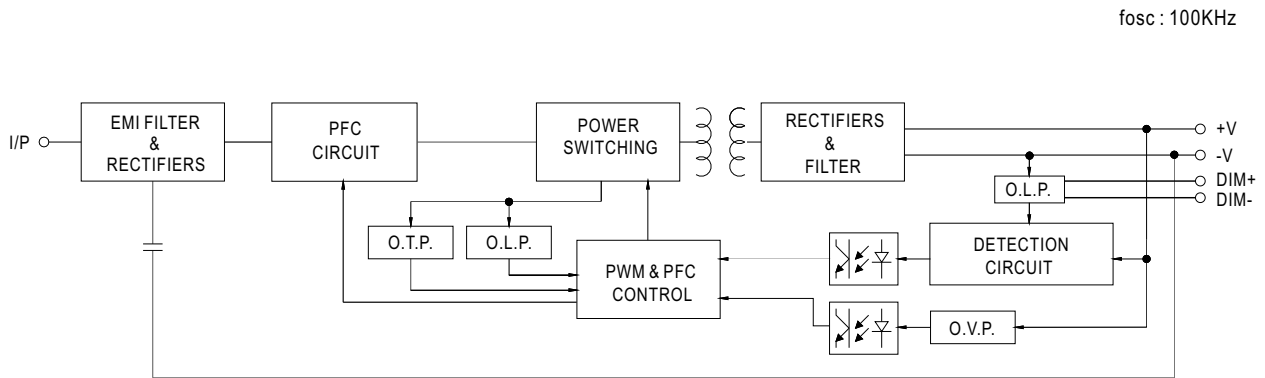 fosc : 100KHz
I/P
EMI FILTER
&
RECTIFIERS
PFC
CIRCUIT
POWER
SWITCHING
RECTIFIERS
&
FILTER
+V
-V
DIM+
DIM-
O.L.P.
O.T.P.
O.L.P.
PWM & PFC
CONTROL
DETECTION
CIRCUIT
O.V.P.